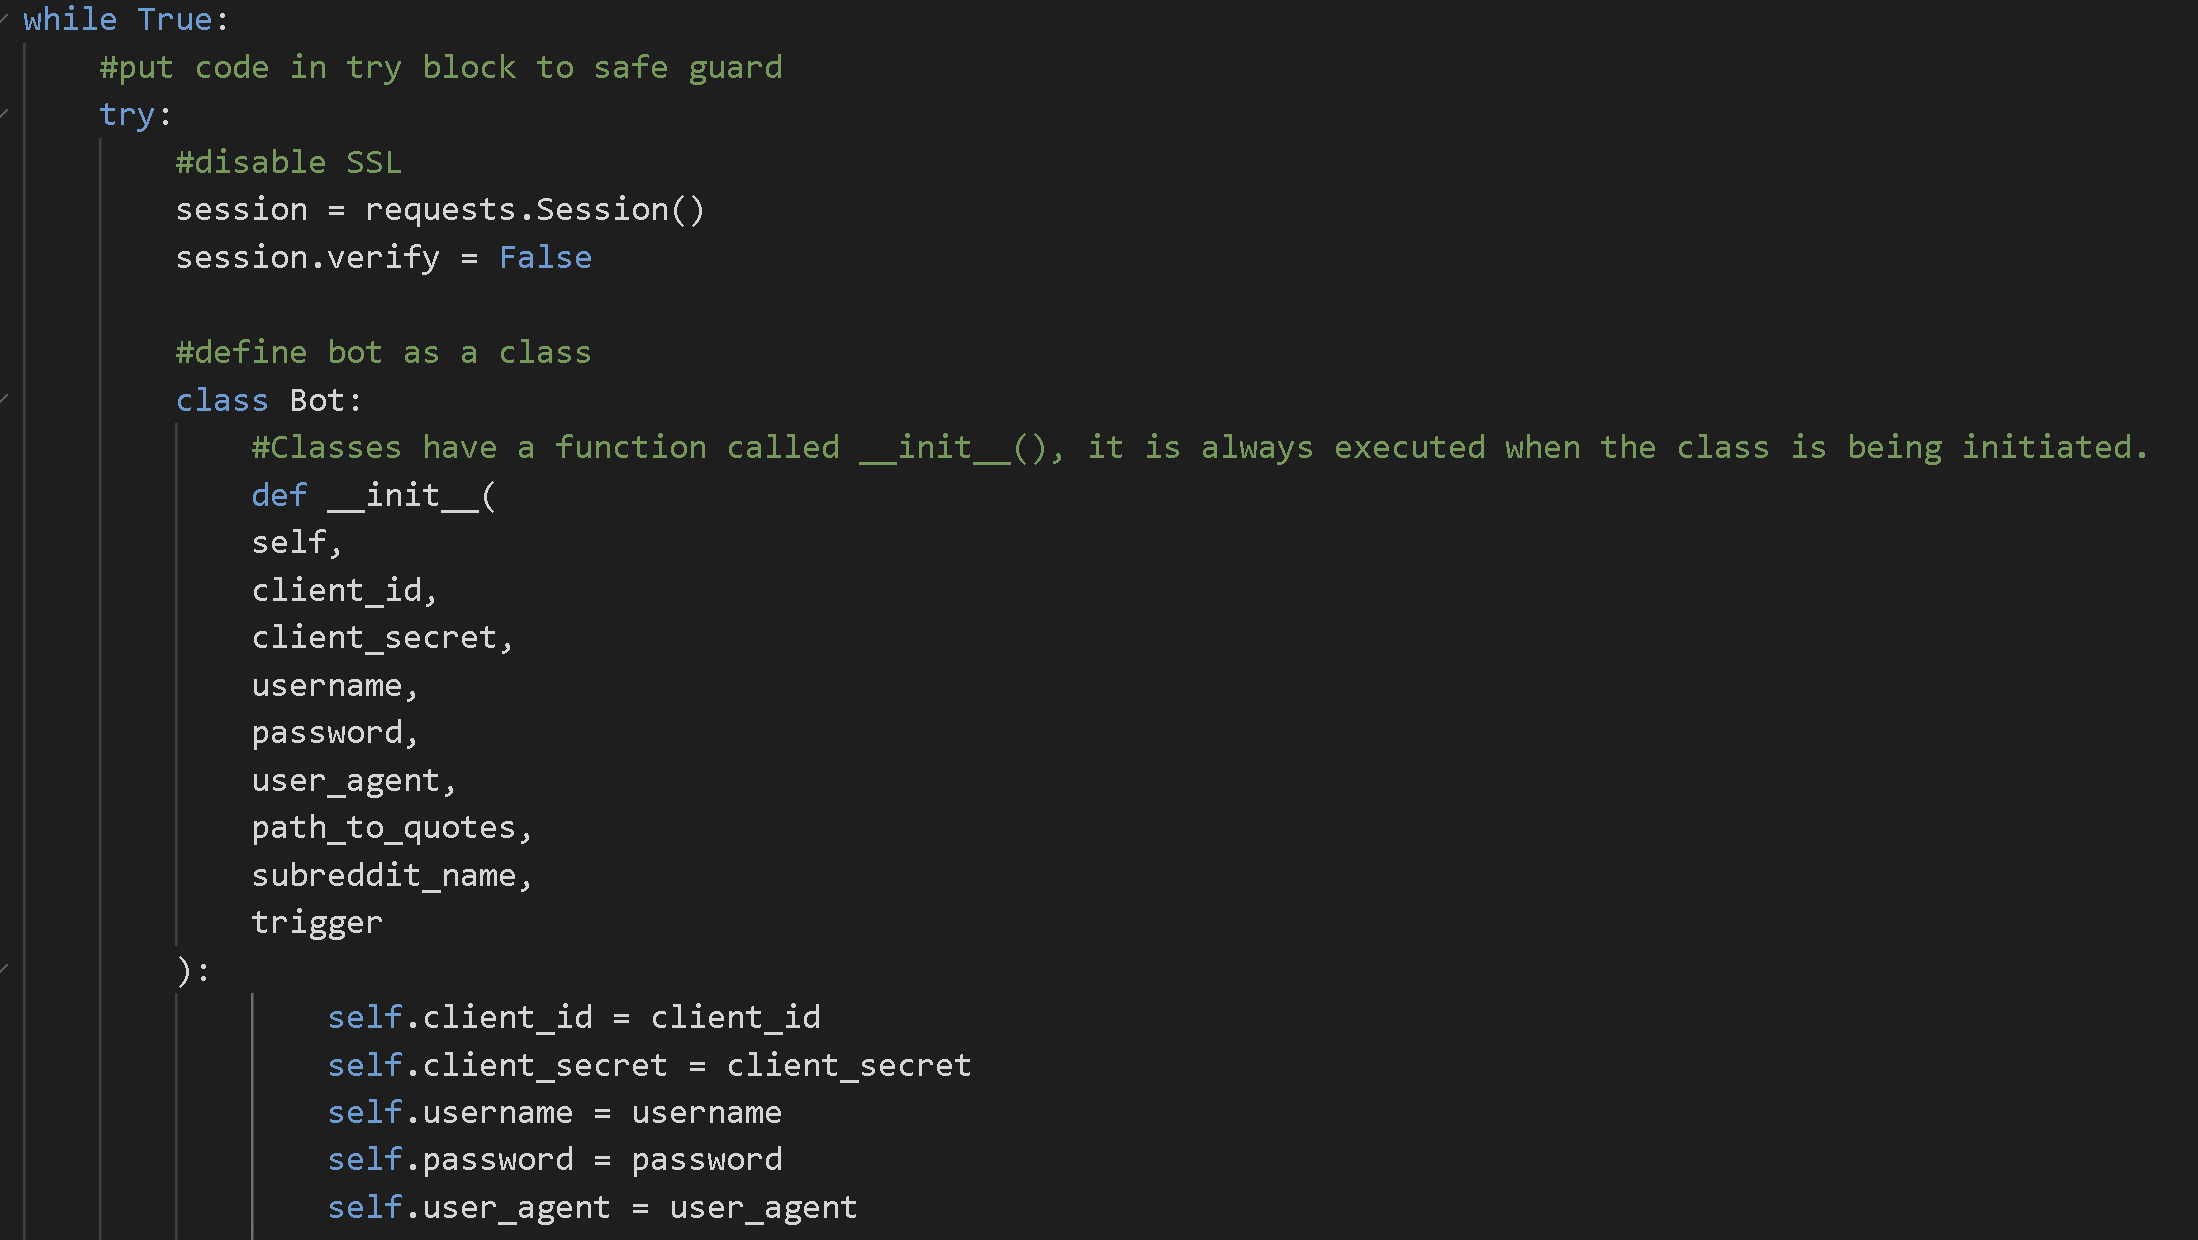 while True:
#put code in try block to safe guard
try:
#disable SSL
session = requests.Session()
session.verify = False
#define bot as a class
class Bot:
#Classes have a function called __init__(), it is always executed when the class is being initiated.
def __init__(
self,
client_id,
client_secret,
username,
password,
user_agent,
path_to_quotes,
subreddit_name,
trigger
):
self.client_id = client_id
self.client_secret = client_secret
self.username = username
self.password = password
self.user_agent = user_agent